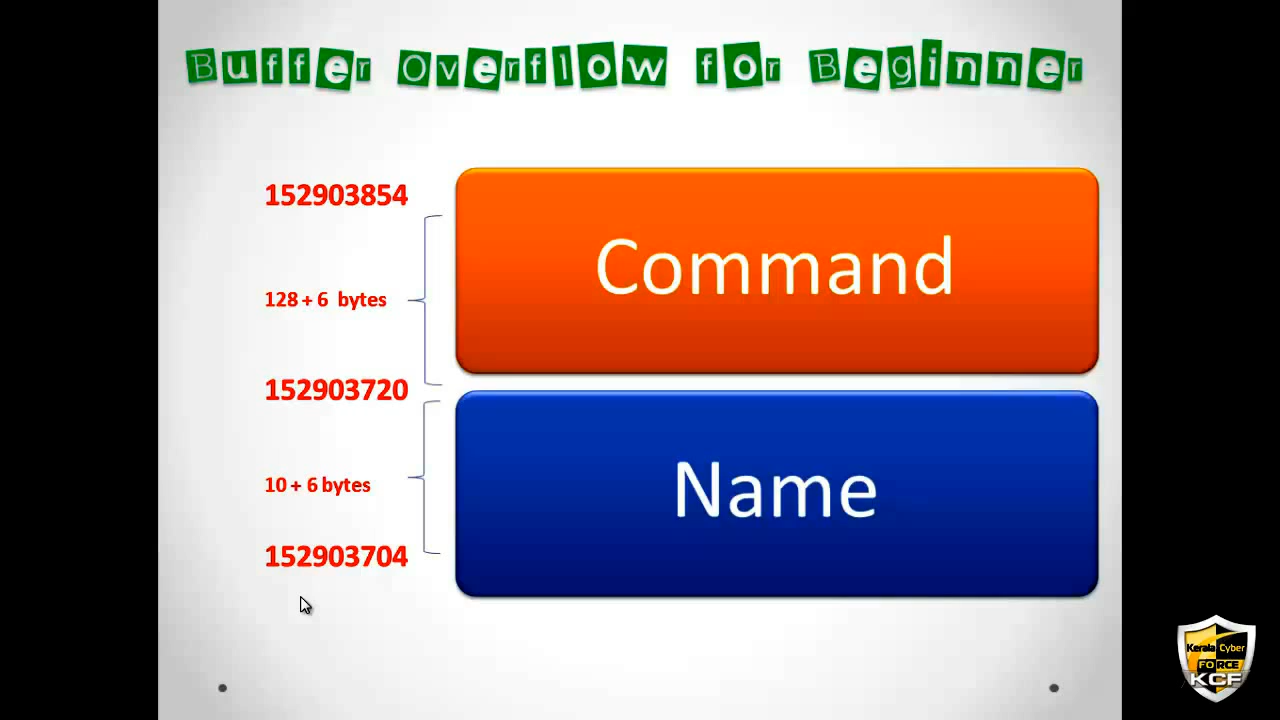 Buffer Overflow for Beginner
152903854
Command
128 + 6 bytes
152903720
Name
10 + 6 bytes
152903704
Kerala Cyber
FORCE
KCF